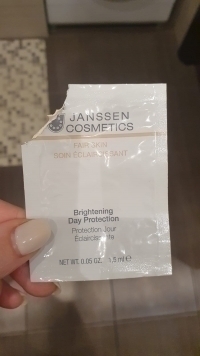 JANSSEN
COSMETICS
FAIR SKIN
SOIN ÉCLAIRCISSANT
Brightening
Day Protection
Protection Jour
Éclaircissante
NET WT. 0.05 OZ. 1.5 ml ℮